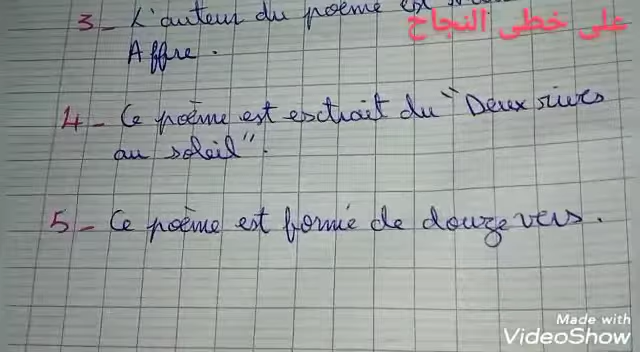 3- L'auteur du poème est
على خطى النجاح
Affre.
4- Ce poème est extrait du "Deux rives
au soleil".
5- Ce poème est formé de douze vers.
Made with
VideoShow